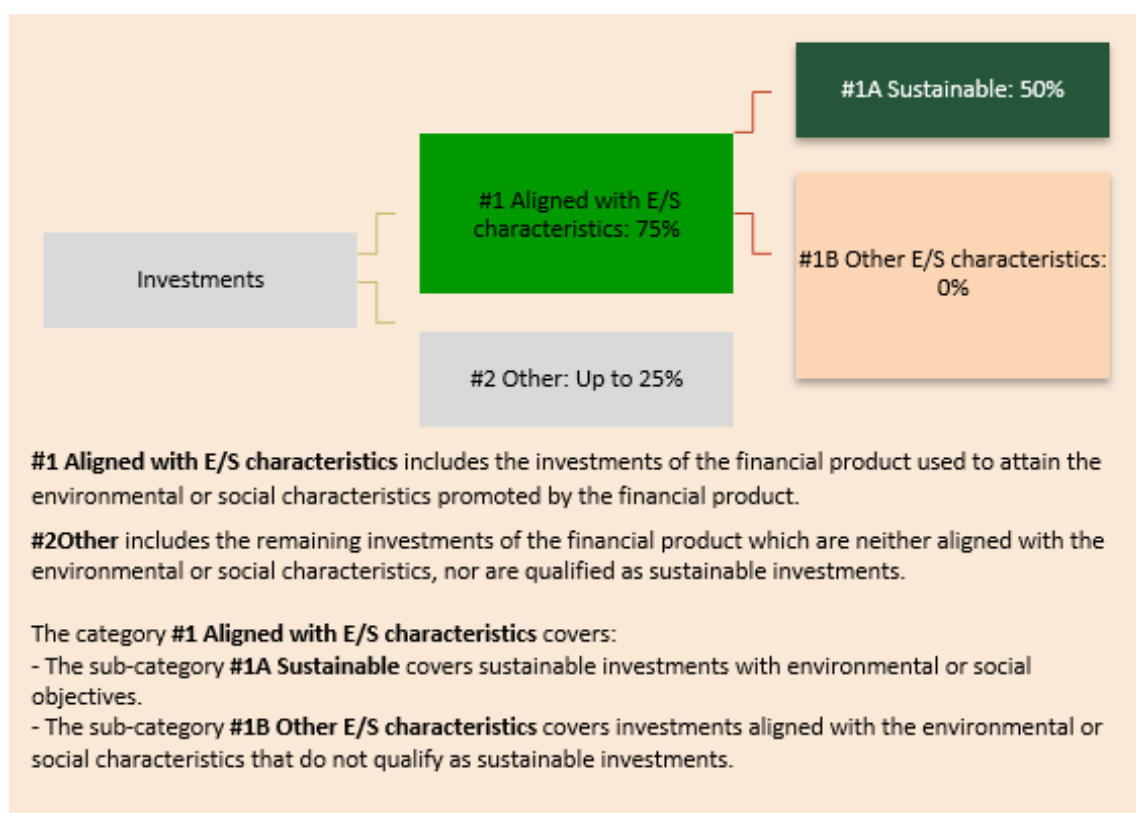 #1A Sustainable: 50%
#1 Aligned with E/S
characteristics: 75%
#1B Other E/S characteristics:
0%
Investments
#2 Other: Up to 25%
#1 Aligned with E/S characteristics includes the investments of the financial product used to attain the
environmental or social characteristics promoted by the financial product.
#2Other includes the remaining investments of the financial product which are neither aligned with the
environmental or social characteristics, nor are qualified as sustainable investments.
The category #1 Aligned with E/S characteristics covers:
- The sub-category #1A Sustainable covers sustainable investments with environmental or social
objectives.
- The sub-category #1B Other E/S characteristics covers investments aligned with the environmental or
social characteristics that do not qualify as sustainable investments.